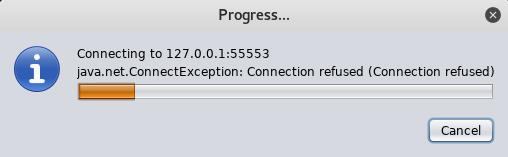 Progress...
Connecting to 127.0.0.1:55553
java.net.ConnectException: Connection refused (Connection refused)
Cancel